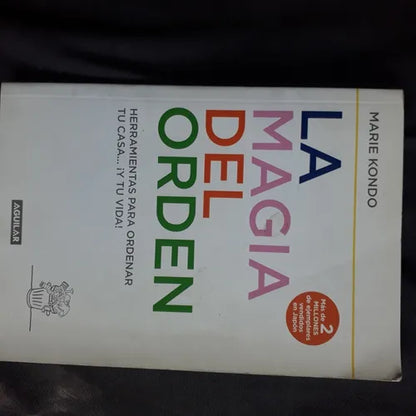 MARIE KONDO
LA
MAGIA
DEL
ORDEN
HERRAMIENTAS PARA ORDENAR
TU CASA... ¡Y TU VIDA!
Más de
2
MILLONES
de ejemplares
vendidos
en Japón
AGUILAR